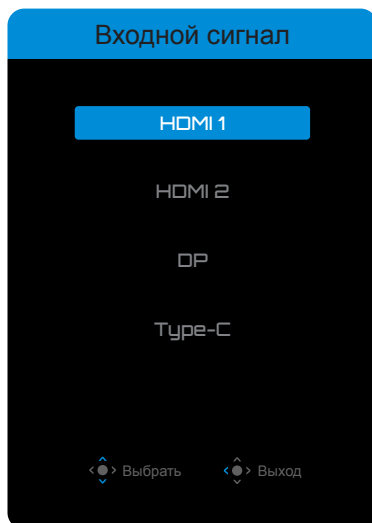 Входной сигнал
HDMI 1
HDMI 2
DP
Type-C
Выбрать Выход